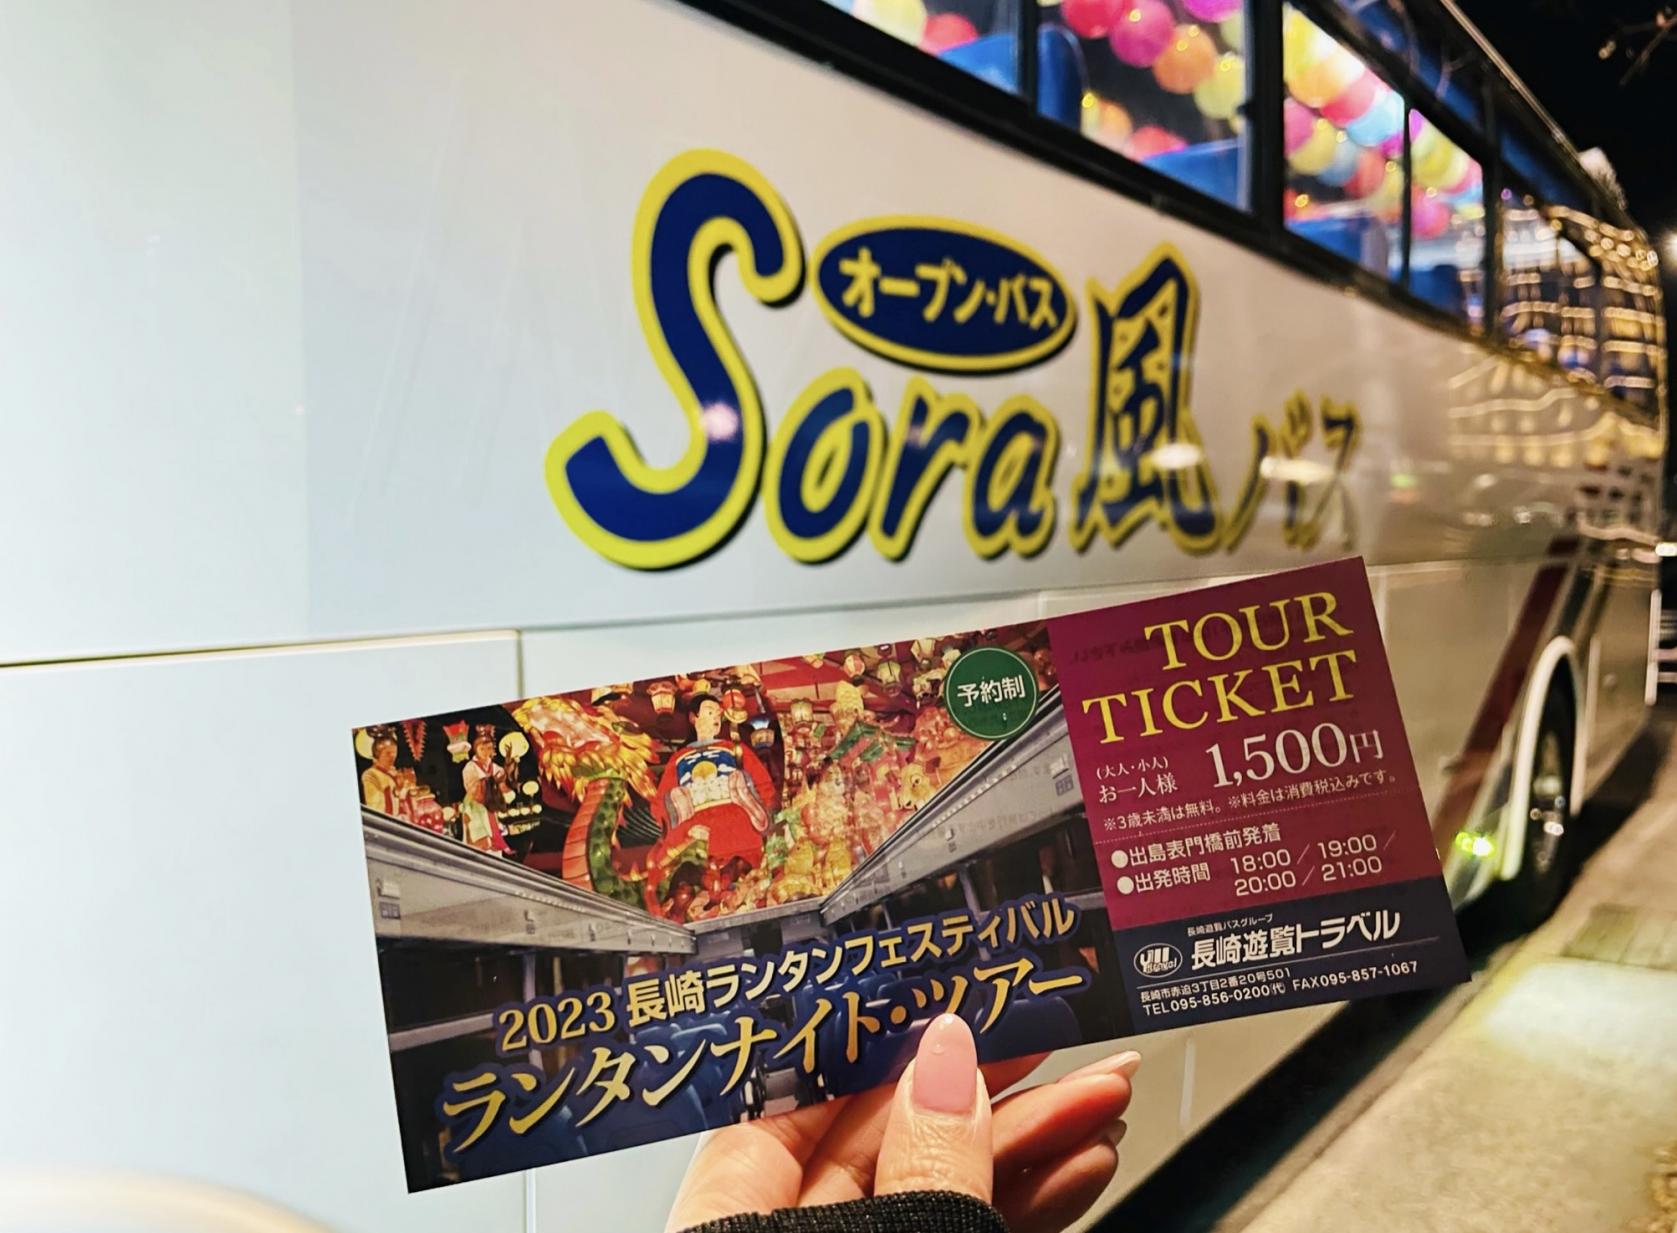 オープン・バス
Sora風バス
予約制
2023 長崎ランタンフェスティバル
ランタンナイト・ツアー
TOUR
TICKET
(大人・小人)
お一人様 1,500円
※3歳未満は無料。※料金は消費税込みです。
●出島表門橋前発着
●出発時間 18:00／19:00／
20:00／21:00
長崎遊覧バスグループ
長崎遊覧トラベル
長崎市赤迫3丁目2番20号501
TEL095-856-0200㈹ FAX095-857-1067